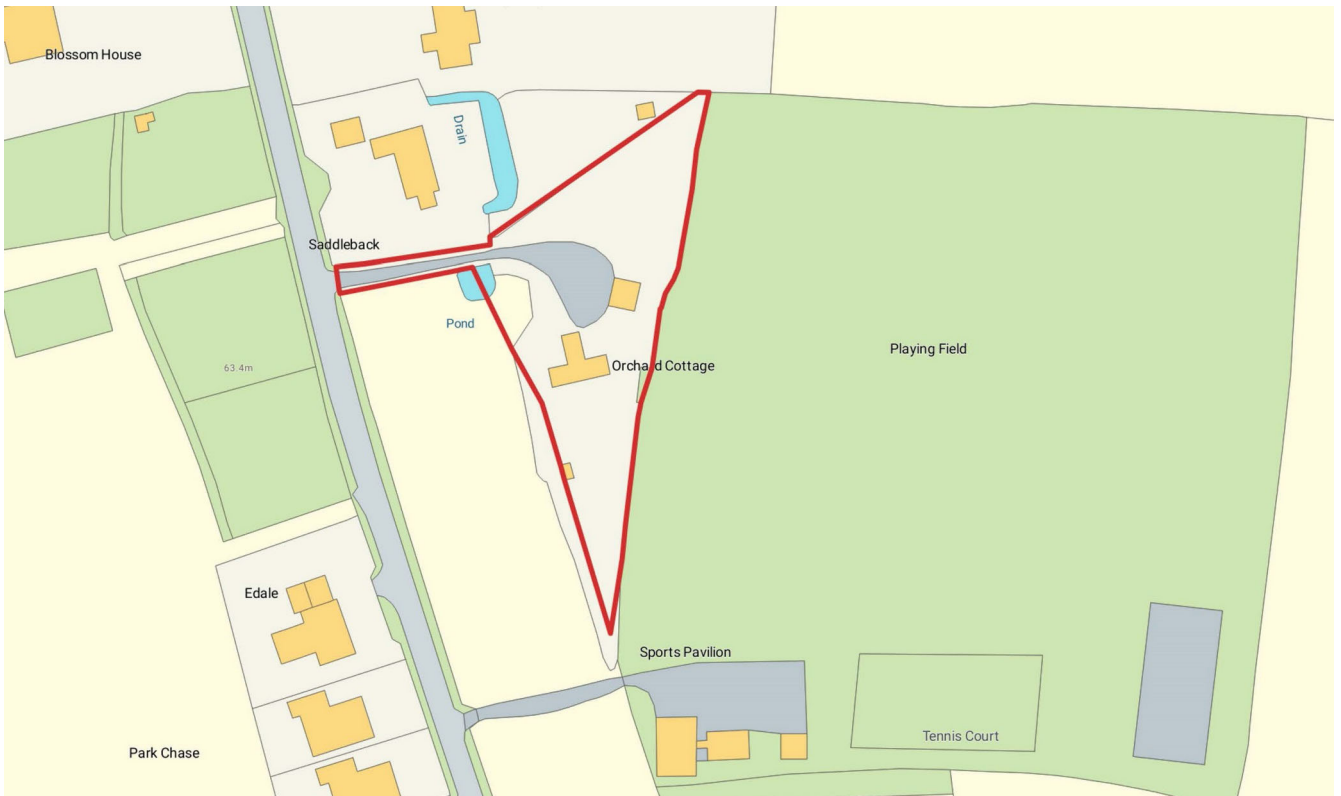 Blossom House
Drain
Saddleback
Pond
Playing Field
Orchard Cottage
63.4m
Edale
Sports Pavilion
Tennis Court
Park Chase